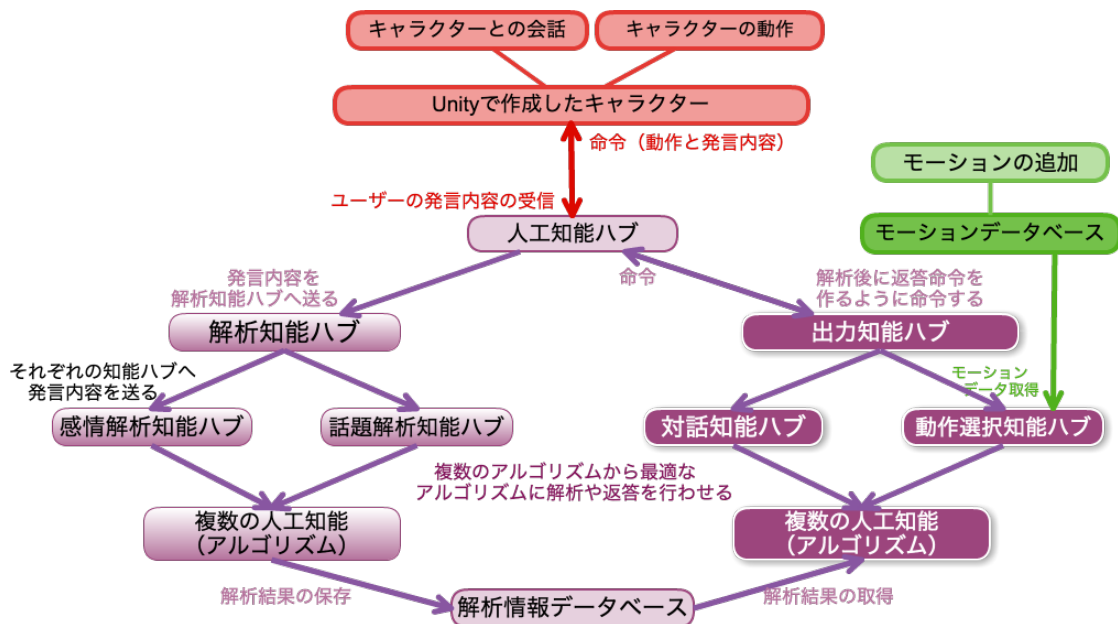 キャラクターとの会話
キャラクターの動作
Unityで作成したキャラクター
命令（動作と発言内容）
モーションの追加
ユーザーの発言内容の受信
人工知能ハブ
モーションデータベース
発言内容を
解析知能ハブへ送る
命令
解析後に返答命令を
作るように命令する
解析知能ハブ
出力知能ハブ
それぞれの知能ハブへ
発言内容を送る
モーション
データ取得
感情解析知能ハブ
話題解析知能ハブ
対話知能ハブ
動作選択知能ハブ
複数のアルゴリズムから最適な
アルゴリズムに解析や返答を行わせる
複数の人工知能
（アルゴリズム）
複数の人工知能
（アルゴリズム）
解析結果の保存
解析情報データベース
解析結果の取得